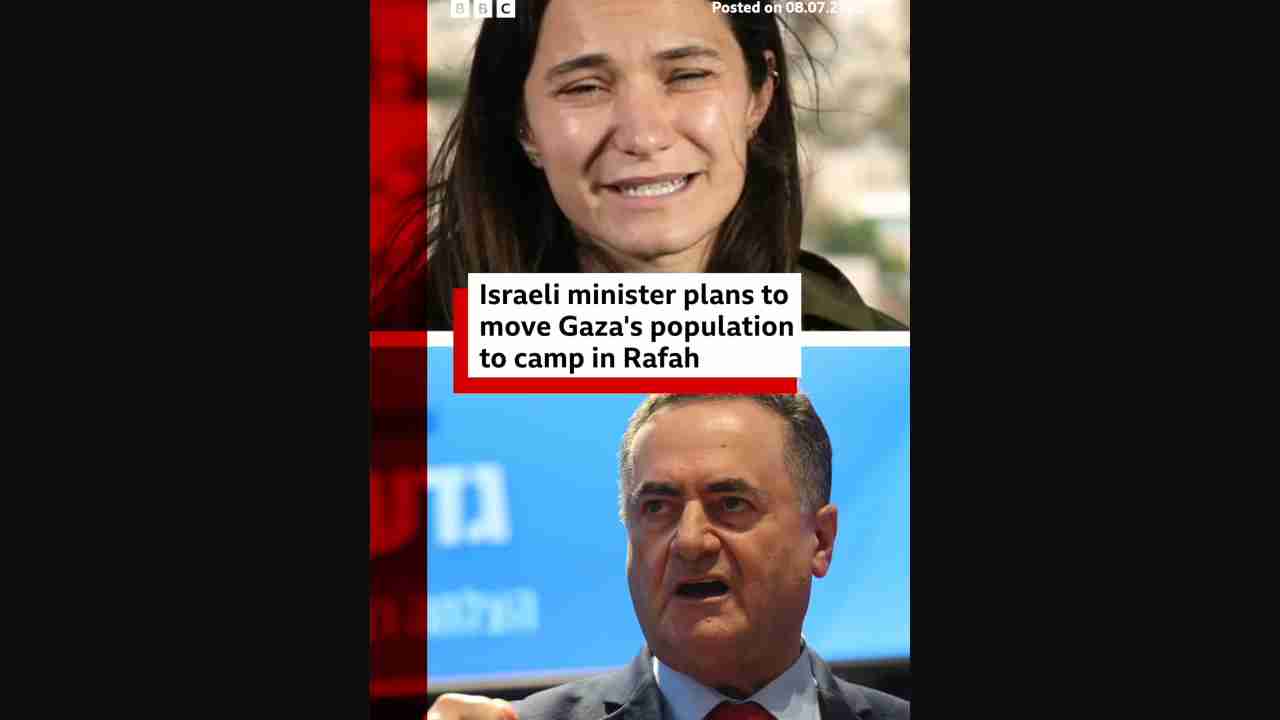 BBC
Posted on 08.07.2
Israeli minister plans to
move Gaza's population
to camp in Rafah